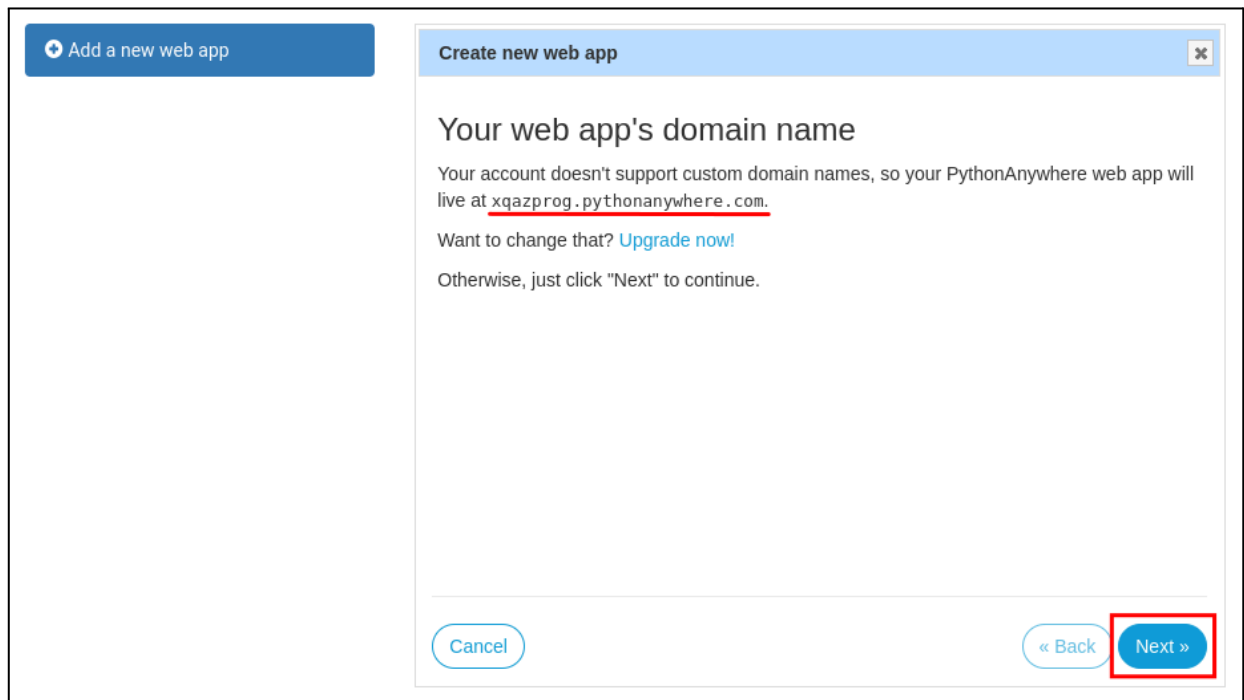 Add a new web app
Create new web app
Your web app's domain name
Your account doesn't support custom domain names, so your PythonAnywhere web app will
live at xqazprog.pythonanywhere.com.
Want to change that? Upgrade now!
Otherwise, just click "Next" to continue.
Cancel
« Back
Next »